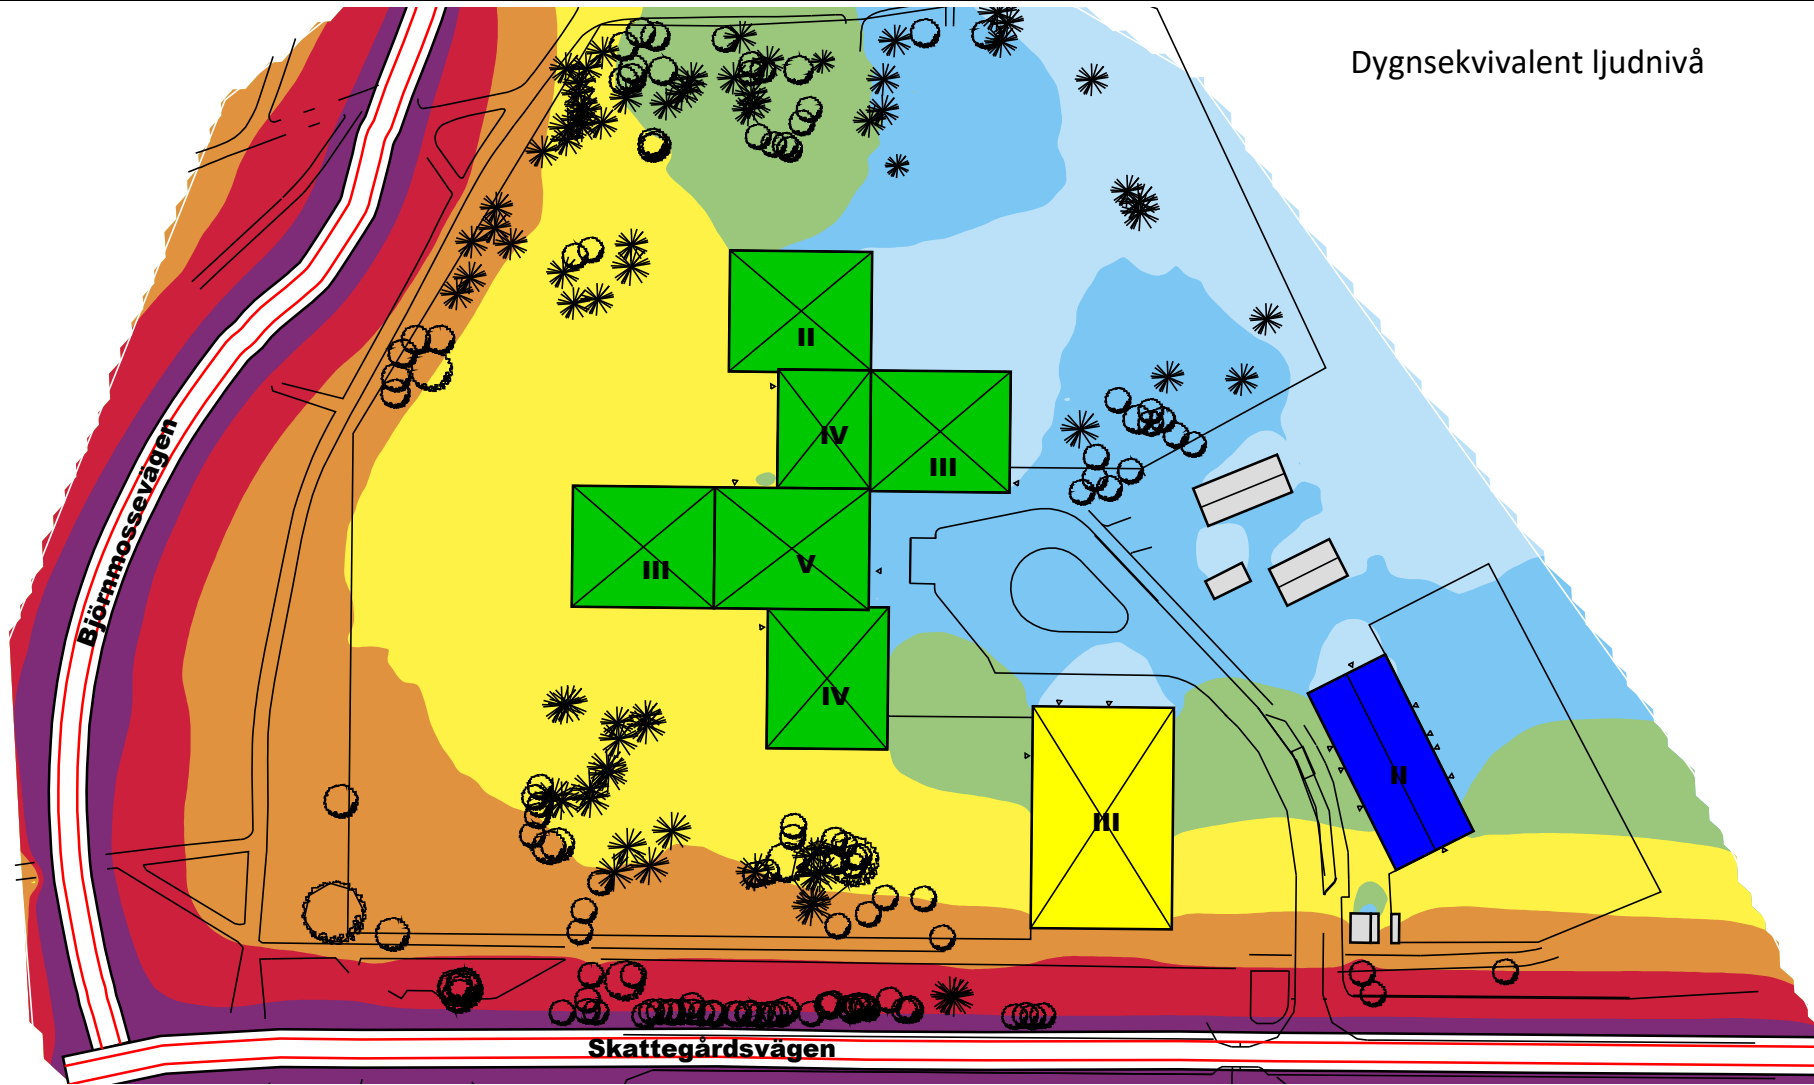 Dygnsekvivalent ljudnivå
II
IV
III
III
V
IV
III
II
Björnmossevägen
Skattegårdsvägen